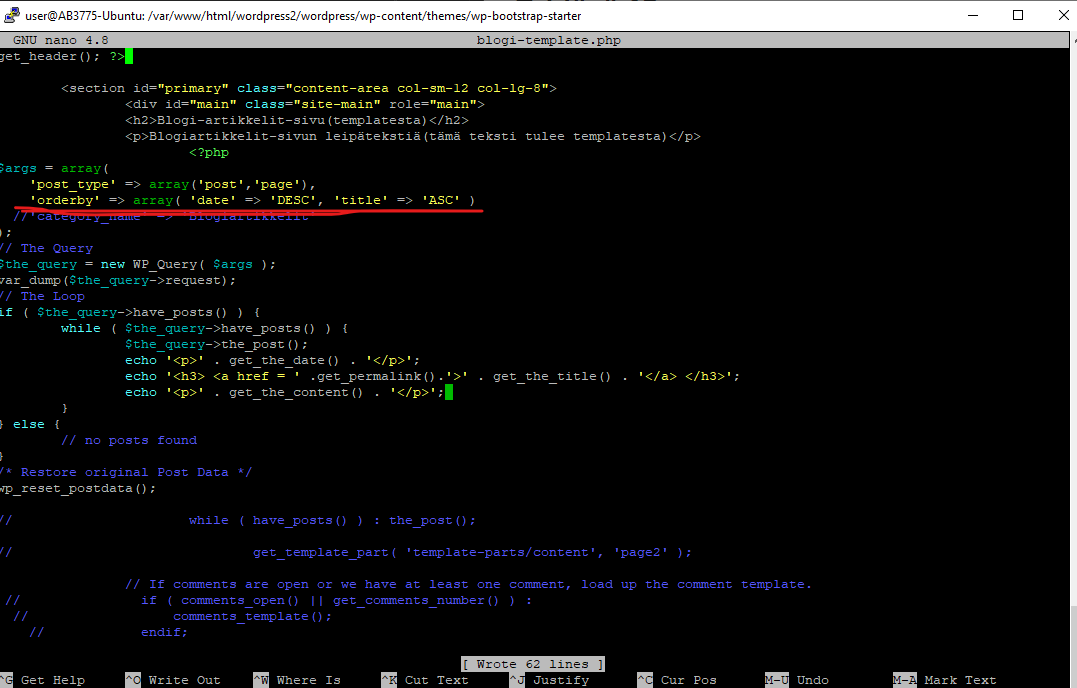 user@AB3775-Ubuntu: /var/www/html/wordpress2/wordpress/wp-content/themes/wp-bootstrap-starter
GNU nano 4.8 blogi-template.php
get_header(); ?>
<section id="primary" class="content-area col-sm-12 col-lg-8">
<div id="main" class="site-main" role="main">
<h2>Blogi-artikkelit-sivu(templatesta)</h2>
<p>Blogiartikkelit-sivun leipätekstiä(tämä teksti tulee templatesta)</p>
<?php
$args = array(
'post_type' => array('post','page'),
'orderby' => array( 'date' => 'DESC', 'title' => 'ASC' )
//'category_name' => 'Blogiartikkelit'
);
// The Query
$the_query = new WP_Query( $args );
var_dump($the_query->request);
// The Loop
if ( $the_query->have_posts() ) {
while ( $the_query->have_posts() ) {
$the_query->the_post();
echo '<p>' . get_the_date() . '</p>';
echo '<h3> <a href = ' .get_permalink().'>' . get_the_title() . '</a> </h3>';
echo '<p>' . get_the_content() . '</p>';
}
} else {
// no posts found
}
/* Restore original Post Data */
wp_reset_postdata();
// while ( have_posts() ) : the_post();
// get_template_part( 'template-parts/content', 'page2' );
// If comments are open or we have at least one comment, load up the comment template.
// if ( comments_open() || get_comments_number() ) :
// comments_template();
// endif;
[ Wrote 62 lines ]
^G Get Help ^O Write Out ^W Where Is ^K Cut Text ^J Justify ^C Cur Pos M-U Undo M-A Mark Text